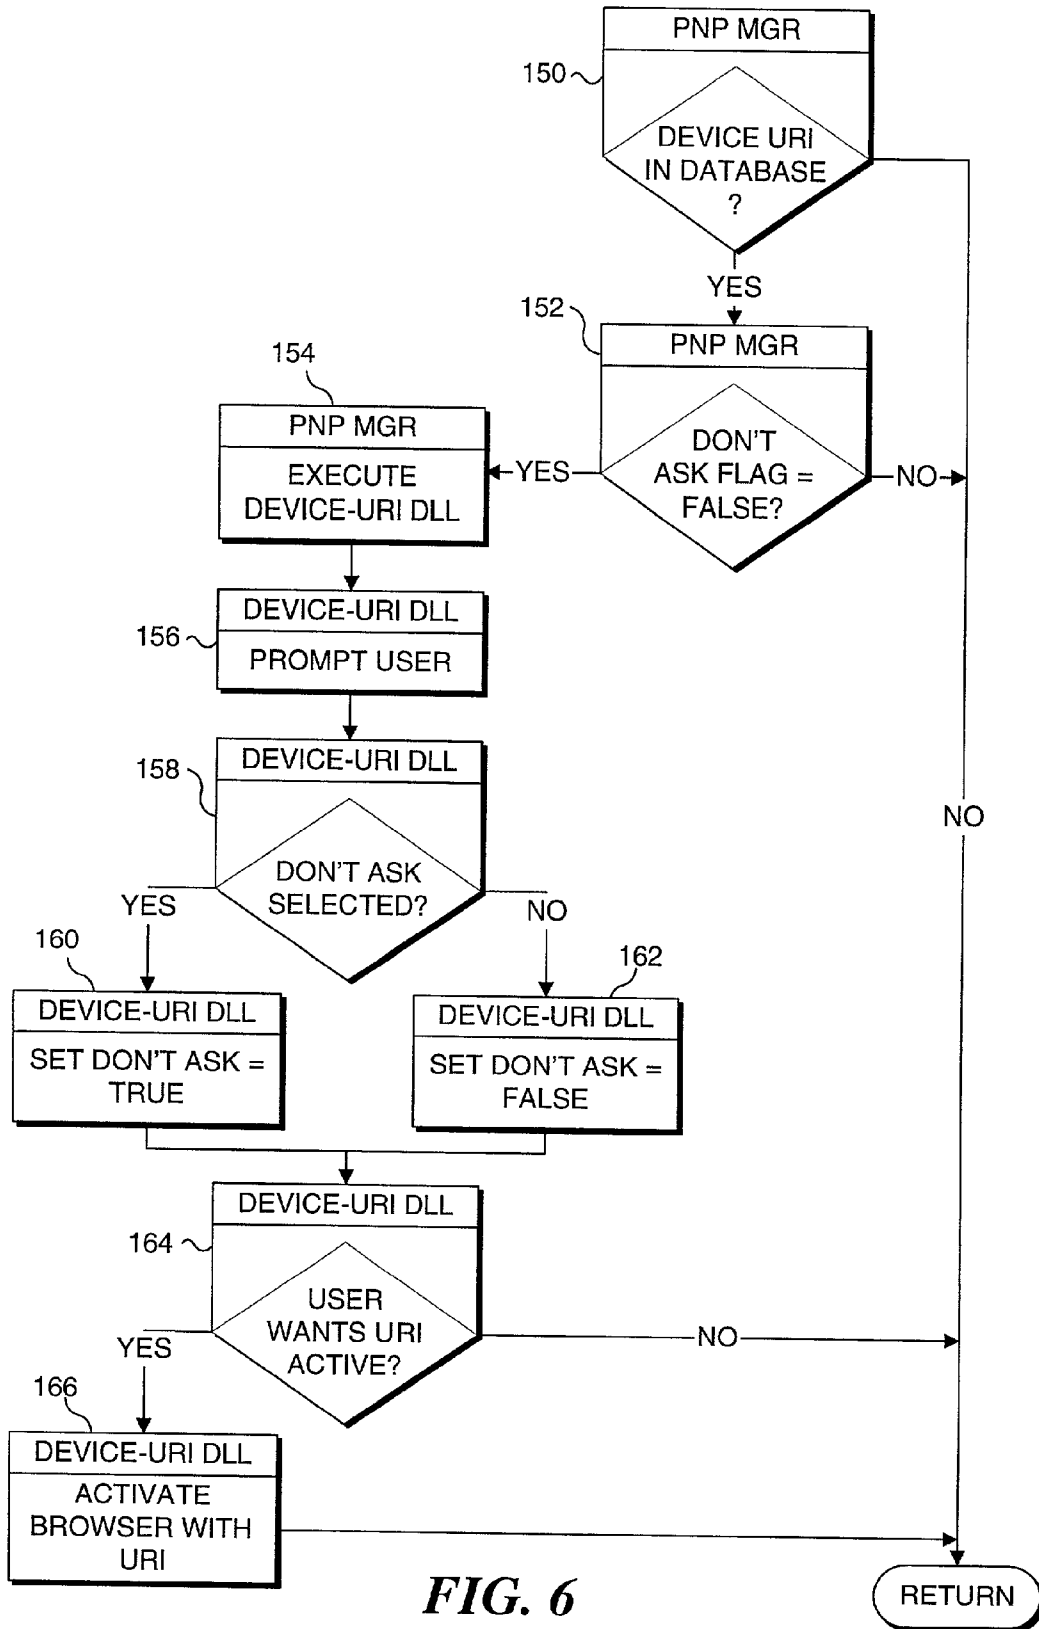 PNP MGR
150
DEVICE URI
IN DATABASE
?
YES
152
PNP MGR
DON'T
ASK FLAG =
FALSE?
NO
YES
154
PNP MGR
EXECUTE
DEVICE-URI DLL
DEVICE-URI DLL
156
PROMPT USER
DEVICE-URI DLL
158
DON'T ASK
SELECTED?
NO
YES
NO
160
DEVICE-URI DLL
SET DON'T ASK =
TRUE
162
DEVICE-URI DLL
SET DON'T ASK =
FALSE
DEVICE-URI DLL
164
USER
WANTS URI
ACTIVE?
YES
NO
166
DEVICE-URI DLL
ACTIVATE
BROWSER WITH
URI
FIG. 6
RETURN